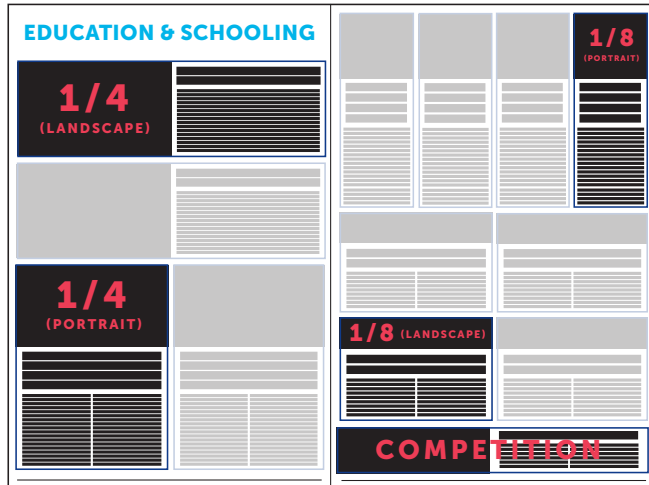 EDUCATION & SCHOOLING
1/4
(LANDSCAPE)
1/4
(PORTRAIT)
1/8
(PORTRAIT)
1/8 (LANDSCAPE)
COMPETITION